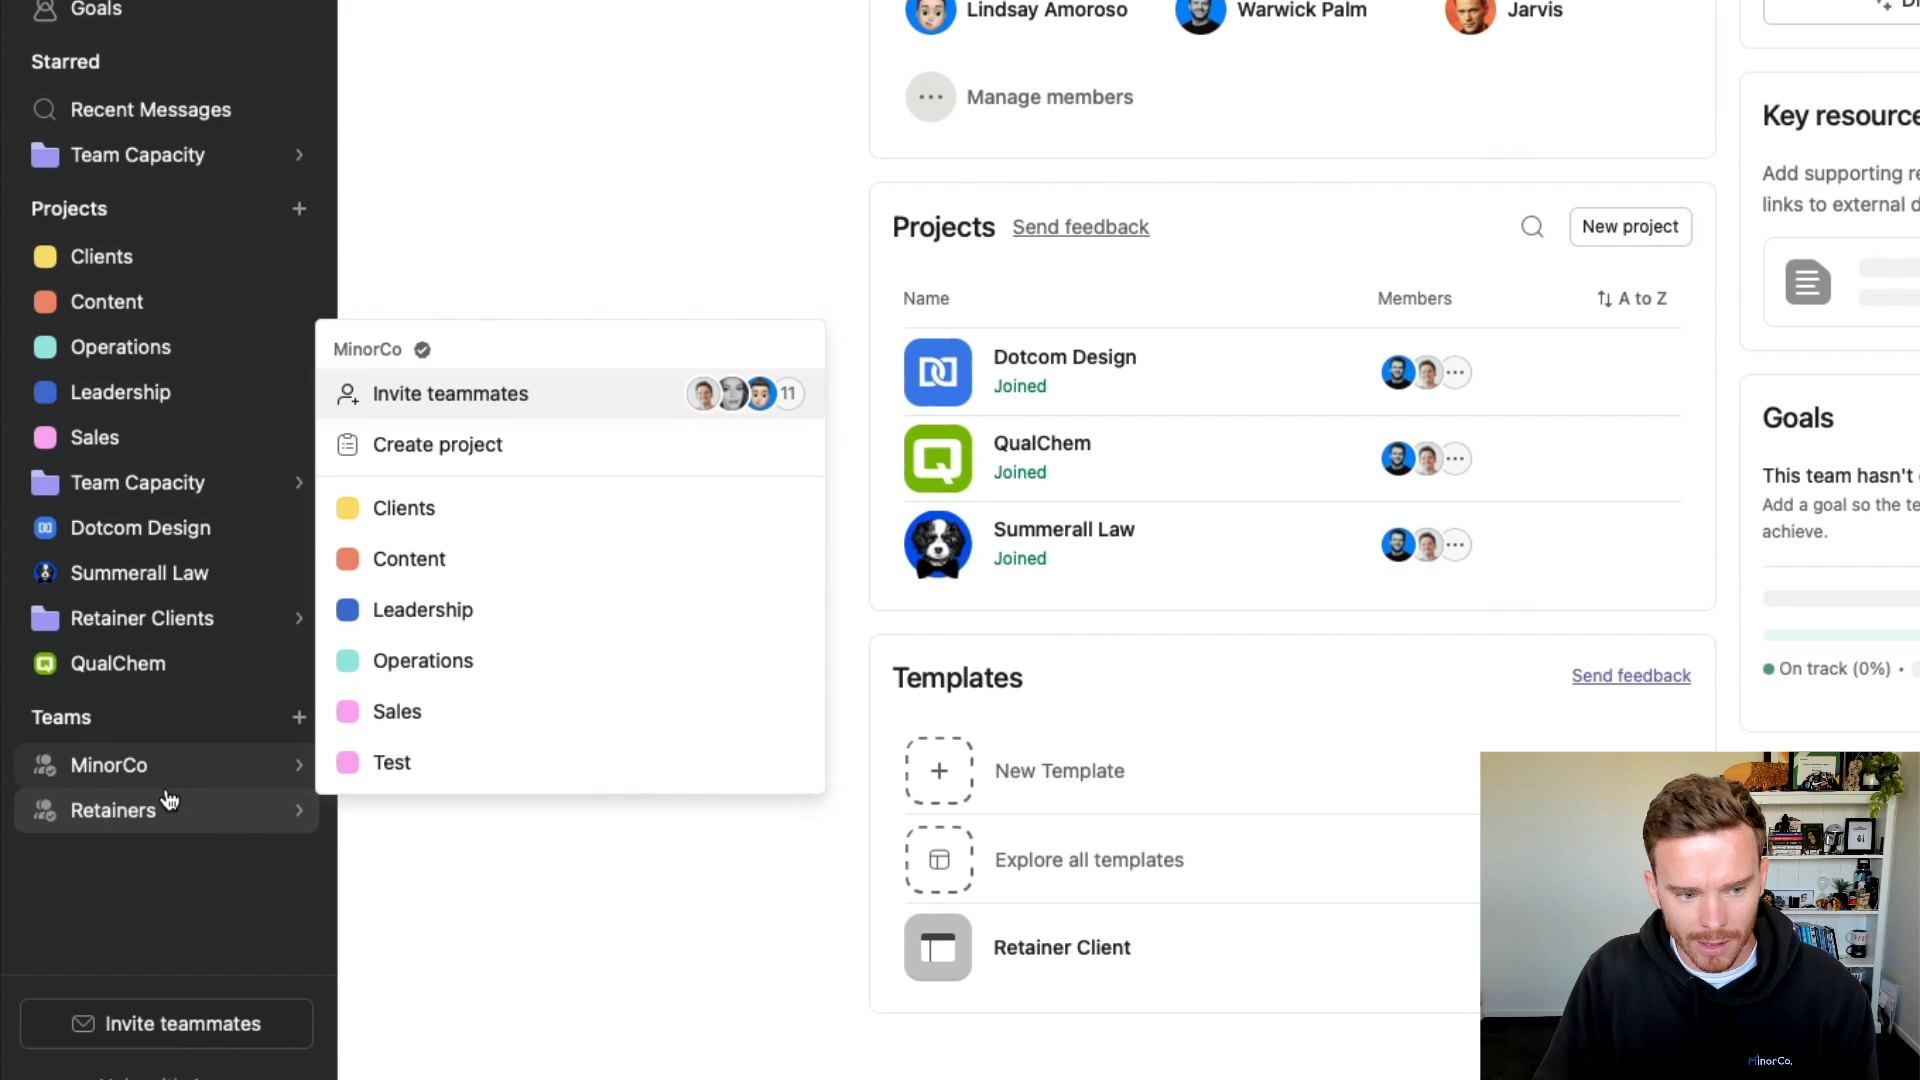 Goals
Starred
Recent Messages
Team Capacity
Projects
Clients
Content
Operations
Leadership
Sales
Team Capacity
Dotcom Design
Summerall Law
Retainer Clients
QualChem
Teams
MinorCo
Retainers
Invite teammates
MinorCo
Invite teammates
11
Create project
Clients
Content
Leadership
Operations
Sales
Test
Lindsay Amoroso
Warwick Palm
Jarvis
Manage members
Projects
Send feedback
New project
Name
Members
A to Z
Dotcom Design
Joined
QualChem
Joined
Summerall Law
Joined
Templates
Send feedback
New Template
Explore all templates
Retainer Client
Key resource
Add supporting re
links to external d
Goals
This team hasn't
Add a goal so the te
achieve.
On track (0%) •
MinorCo.